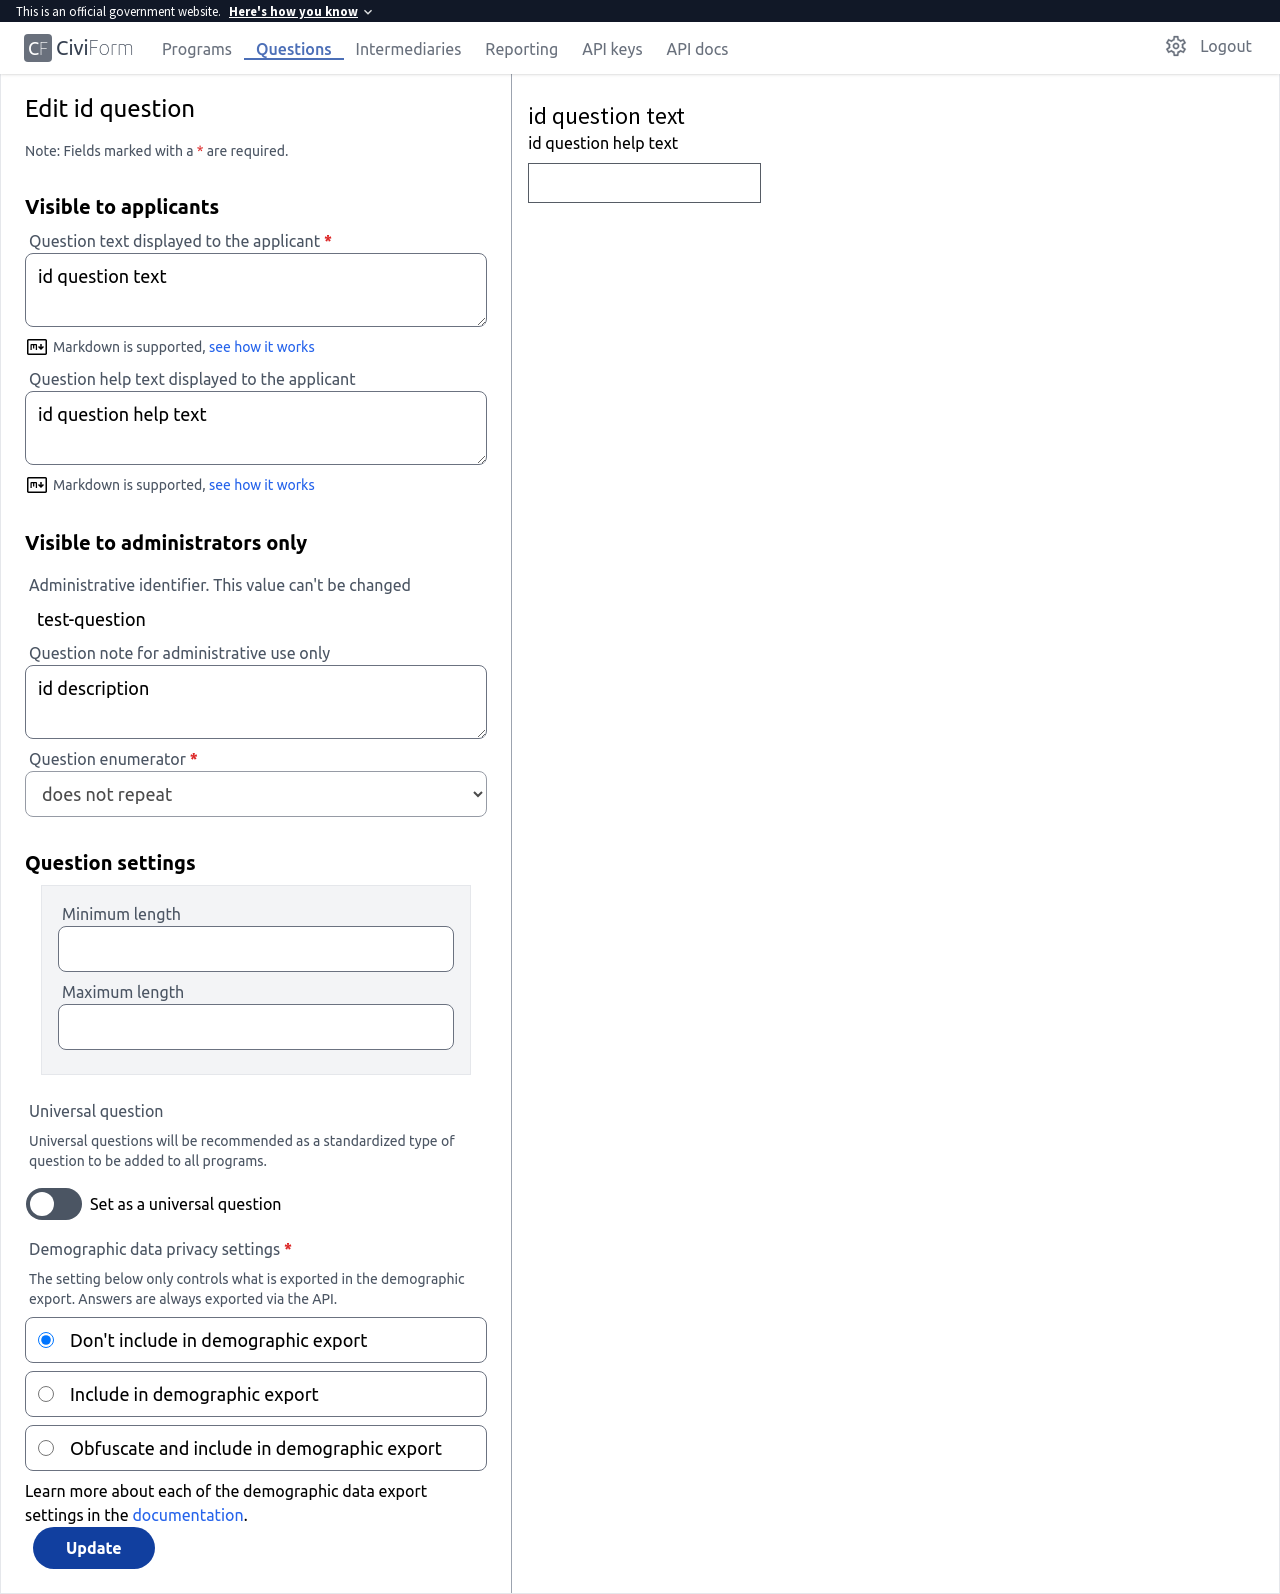 This is an official government website. Here's how you know
CF CiviForm Programs Questions Intermediaries Reporting API keys API docs Logout
Edit id question
Note: Fields marked with a * are required.
Visible to applicants
Question text displayed to the applicant *
id question text
Markdown is supported, see how it works
Question help text displayed to the applicant
id question help text
Markdown is supported, see how it works
Visible to administrators only
Administrative identifier. This value can't be changed
test-question
Question note for administrative use only
id description
Question enumerator *
does not repeat
Question settings
Minimum length
Maximum length
Universal question
Universal questions will be recommended as a standardized type of
question to be added to all programs.
Set as a universal question
Demographic data privacy settings *
The setting below only controls what is exported in the demographic
export. Answers are always exported via the API.
Don't include in demographic export
Include in demographic export
Obfuscate and include in demographic export
Learn more about each of the demographic data export
settings in the documentation.
Update
id question text
id question help text